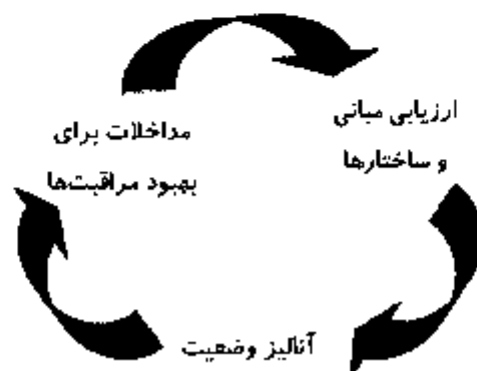 ارزیابی مبانی
و ساختارها
آنالیز وضعیت
مداخلات برای
بهبود مراقبت‌ها